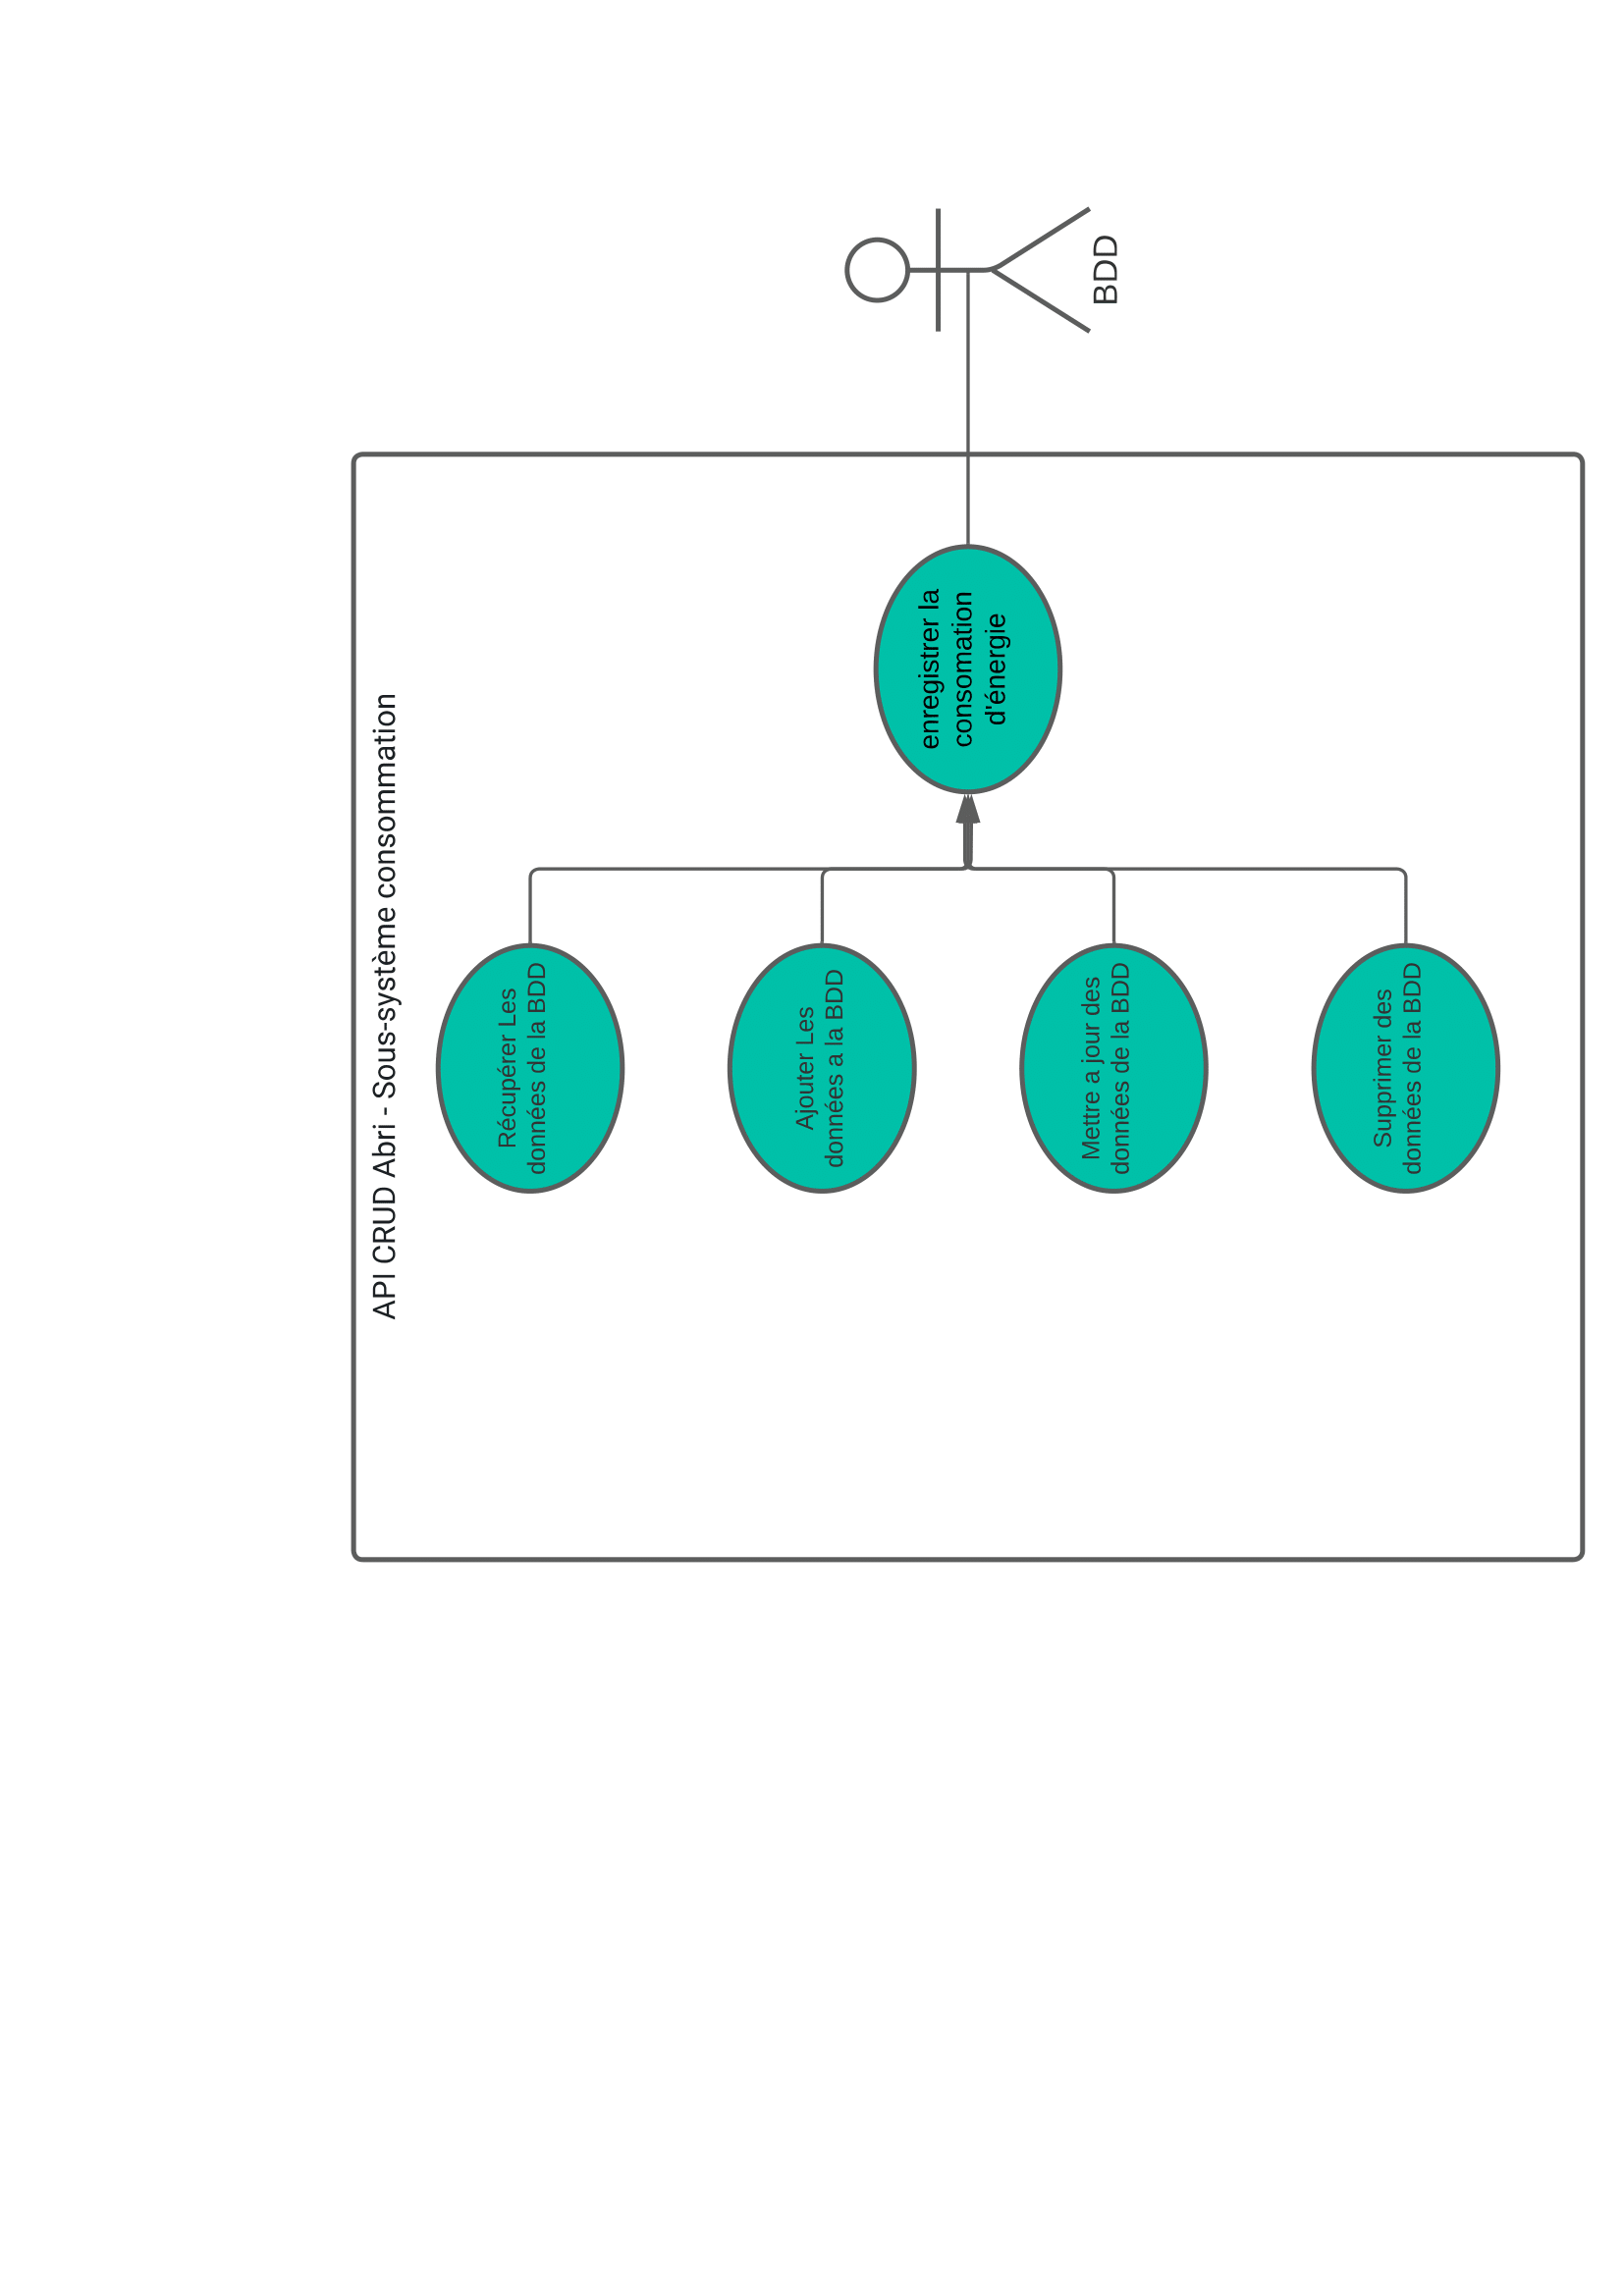 API CRUD Abri - Sous-système consommation
Récupérer Les
données de la BDD
Ajouter Les
données a la BDD
Mettre a jour des
données de la BDD
Supprimer des
données de la BDD
enregistrer la
consomation
d'énergie
BDD